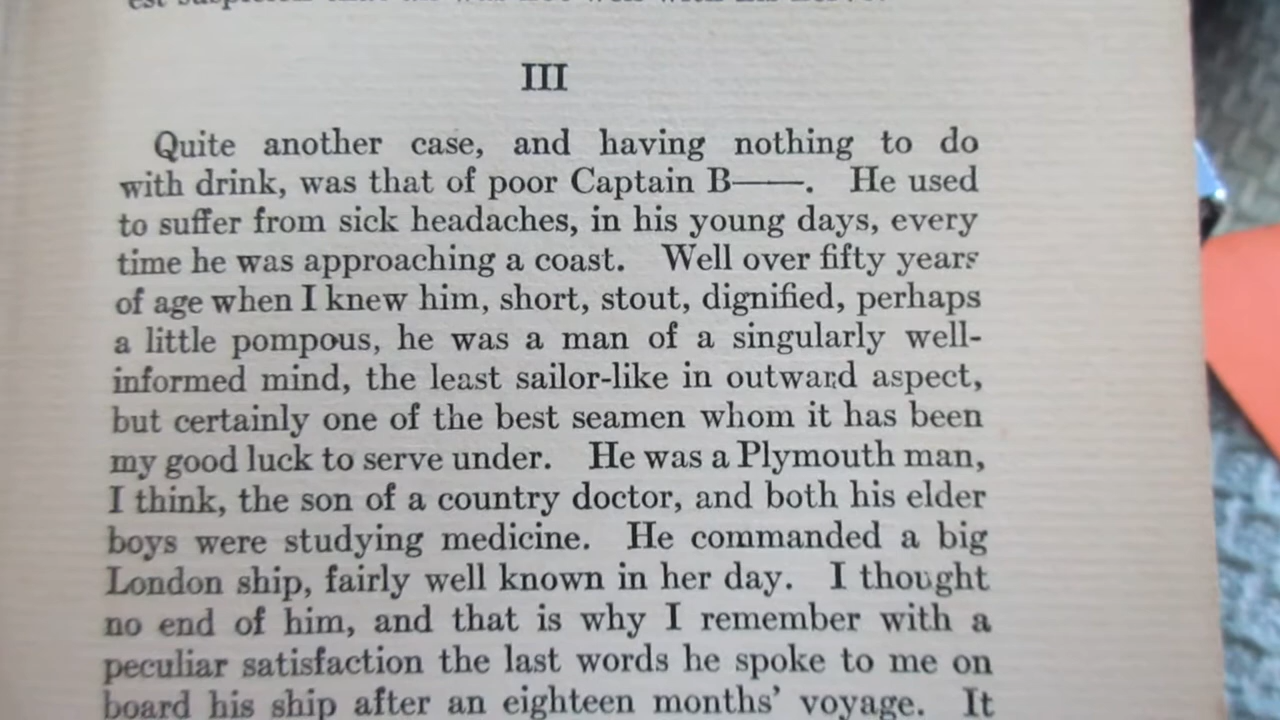 III
Quite another case, and having nothing to do
with drink, was that of poor Captain B——. He used
to suffer from sick headaches, in his young days, every
time he was approaching a coast. Well over fifty years
of age when I knew him, short, stout, dignified, perhaps
a little pompous, he was a man of a singularly well-
informed mind, the least sailor-like in outward aspect,
but certainly one of the best seamen whom it has been
my good luck to serve under. He was a Plymouth man,
I think, the son of a country doctor, and both his elder
boys were studying medicine. He commanded a big
London ship, fairly well known in her day. I thought
no end of him, and that is why I remember with a
peculiar satisfaction the last words he spoke to me on
board his ship after an eighteen months' voyage. It